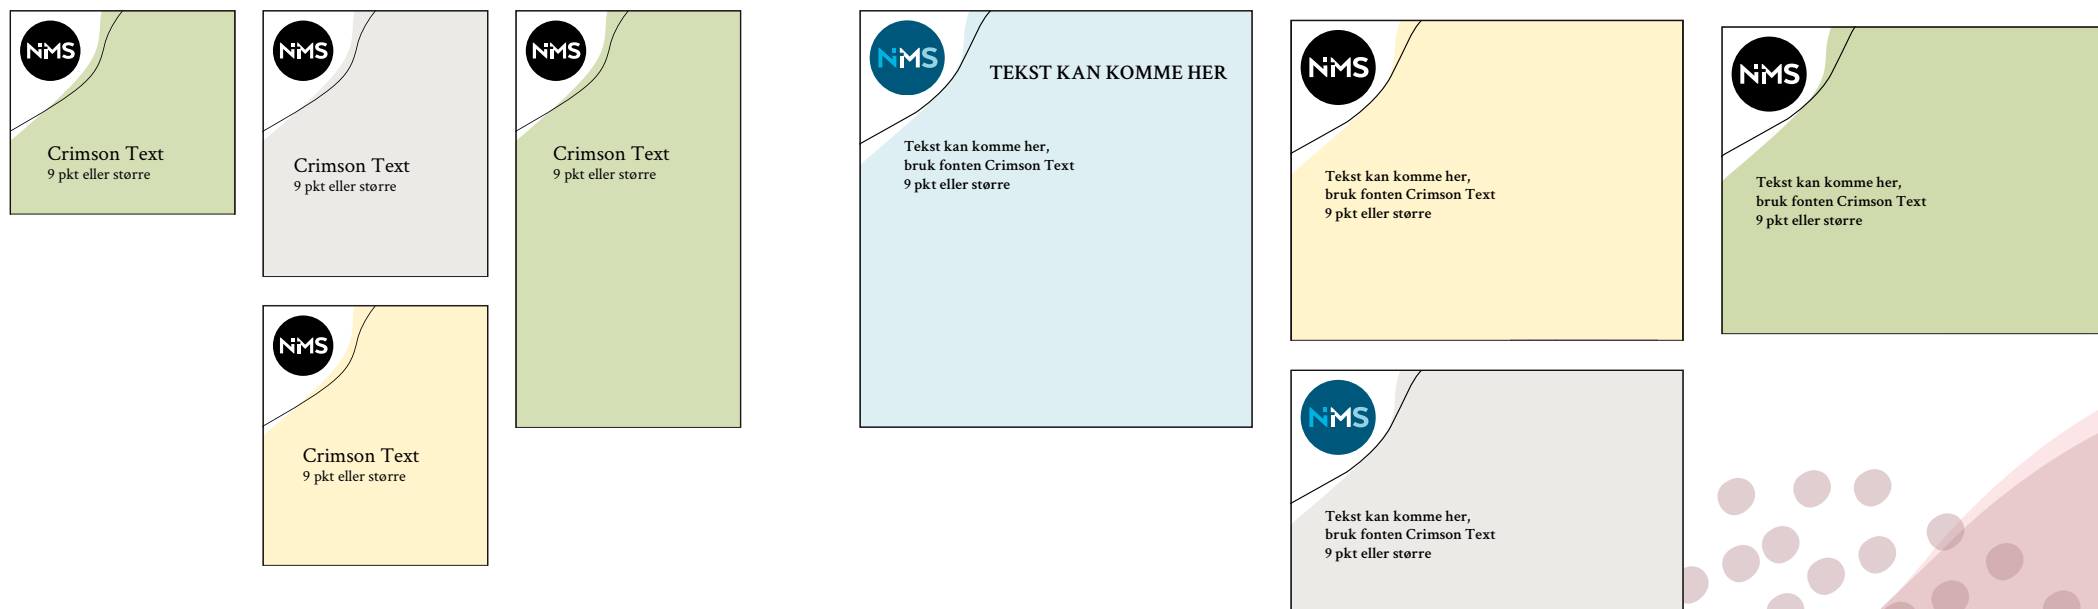 NMS
Crimson Text
9 pkt eller større
NMS
Crimson Text
9 pkt eller større
NMS
Crimson Text
9 pkt eller større
NMS
Crimson Text
9 pkt eller større
NMS
TEKST KAN KOMME HER
Tekst kan komme her,
bruk fonten Crimson Text
9 pkt eller større
NMS
Tekst kan komme her,
bruk fonten Crimson Text
9 pkt eller større
NMS
Tekst kan komme her,
bruk fonten Crimson Text
9 pkt eller større
NMS
Tekst kan komme her,
bruk fonten Crimson Text
9 pkt eller større